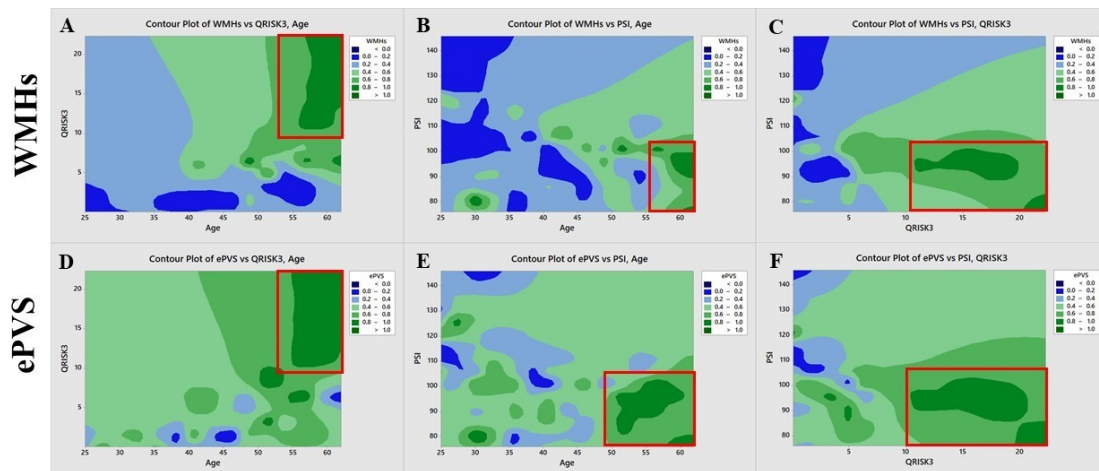 WMHs
A
Contour Plot of WMHs vs QRISK3, Age
QRISK3
20
15
10
5
25 30 35 40 45 50 55 60
Age
WMHs
< 0.0
0.0 – 0.2
0.2 – 0.4
0.4 – 0.6
0.6 – 0.8
0.8 – 1.0
> 1.0
B
Contour Plot of WMHs vs PSI, Age
PSI
140
130
120
110
100
90
80
25 30 35 40 45 50 55 60
Age
WMHs
< 0.0
0.0 – 0.2
0.2 – 0.4
0.4 – 0.6
0.6 – 0.8
0.8 – 1.0
> 1.0
C
Contour Plot of WMHs vs PSI, QRISK3
PSI
140
130
120
110
100
90
80
5 10 15 20
QRISK3
WMHs
< 0.0
0.0 – 0.2
0.2 – 0.4
0.4 – 0.6
0.6 – 0.8
0.8 – 1.0
> 1.0
ePVS
D
Contour Plot of ePVS vs QRISK3, Age
QRISK3
20
15
10
5
25 30 35 40 45 50 55 60
Age
ePVS
< 0.0
0.0 – 0.2
0.2 – 0.4
0.4 – 0.6
0.6 – 0.8
0.8 – 1.0
> 1.0
E
Contour Plot of ePVS vs PSI, Age
PSI
140
130
120
110
100
90
80
25 30 35 40 45 50 55 60
Age
ePVS
< 0.0
0.0 – 0.2
0.2 – 0.4
0.4 – 0.6
0.6 – 0.8
0.8 – 1.0
> 1.0
F
Contour Plot of ePVS vs PSI, QRISK3
PSI
140
130
120
110
100
90
80
5 10 15 20
QRISK3
ePVS
< 0.0
0.0 – 0.2
0.2 – 0.4
0.4 – 0.6
0.6 – 0.8
0.8 – 1.0
> 1.0